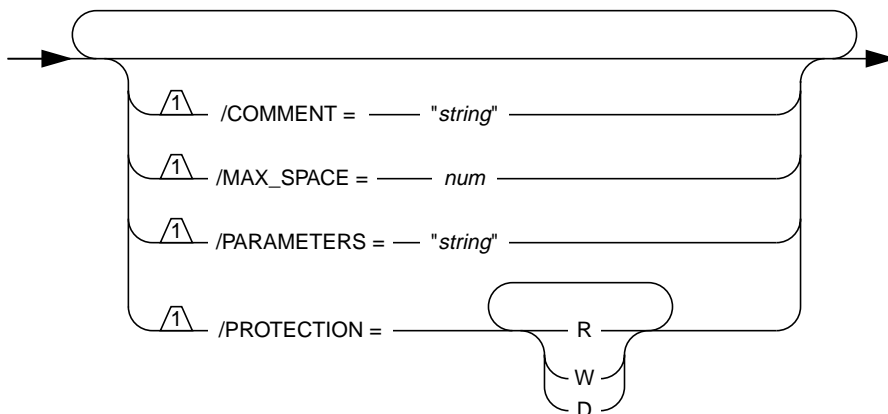 1 /COMMENT = "string"
1 /MAX_SPACE = num
1 /PARAMETERS = "string"
1 /PROTECTION = R
W
D